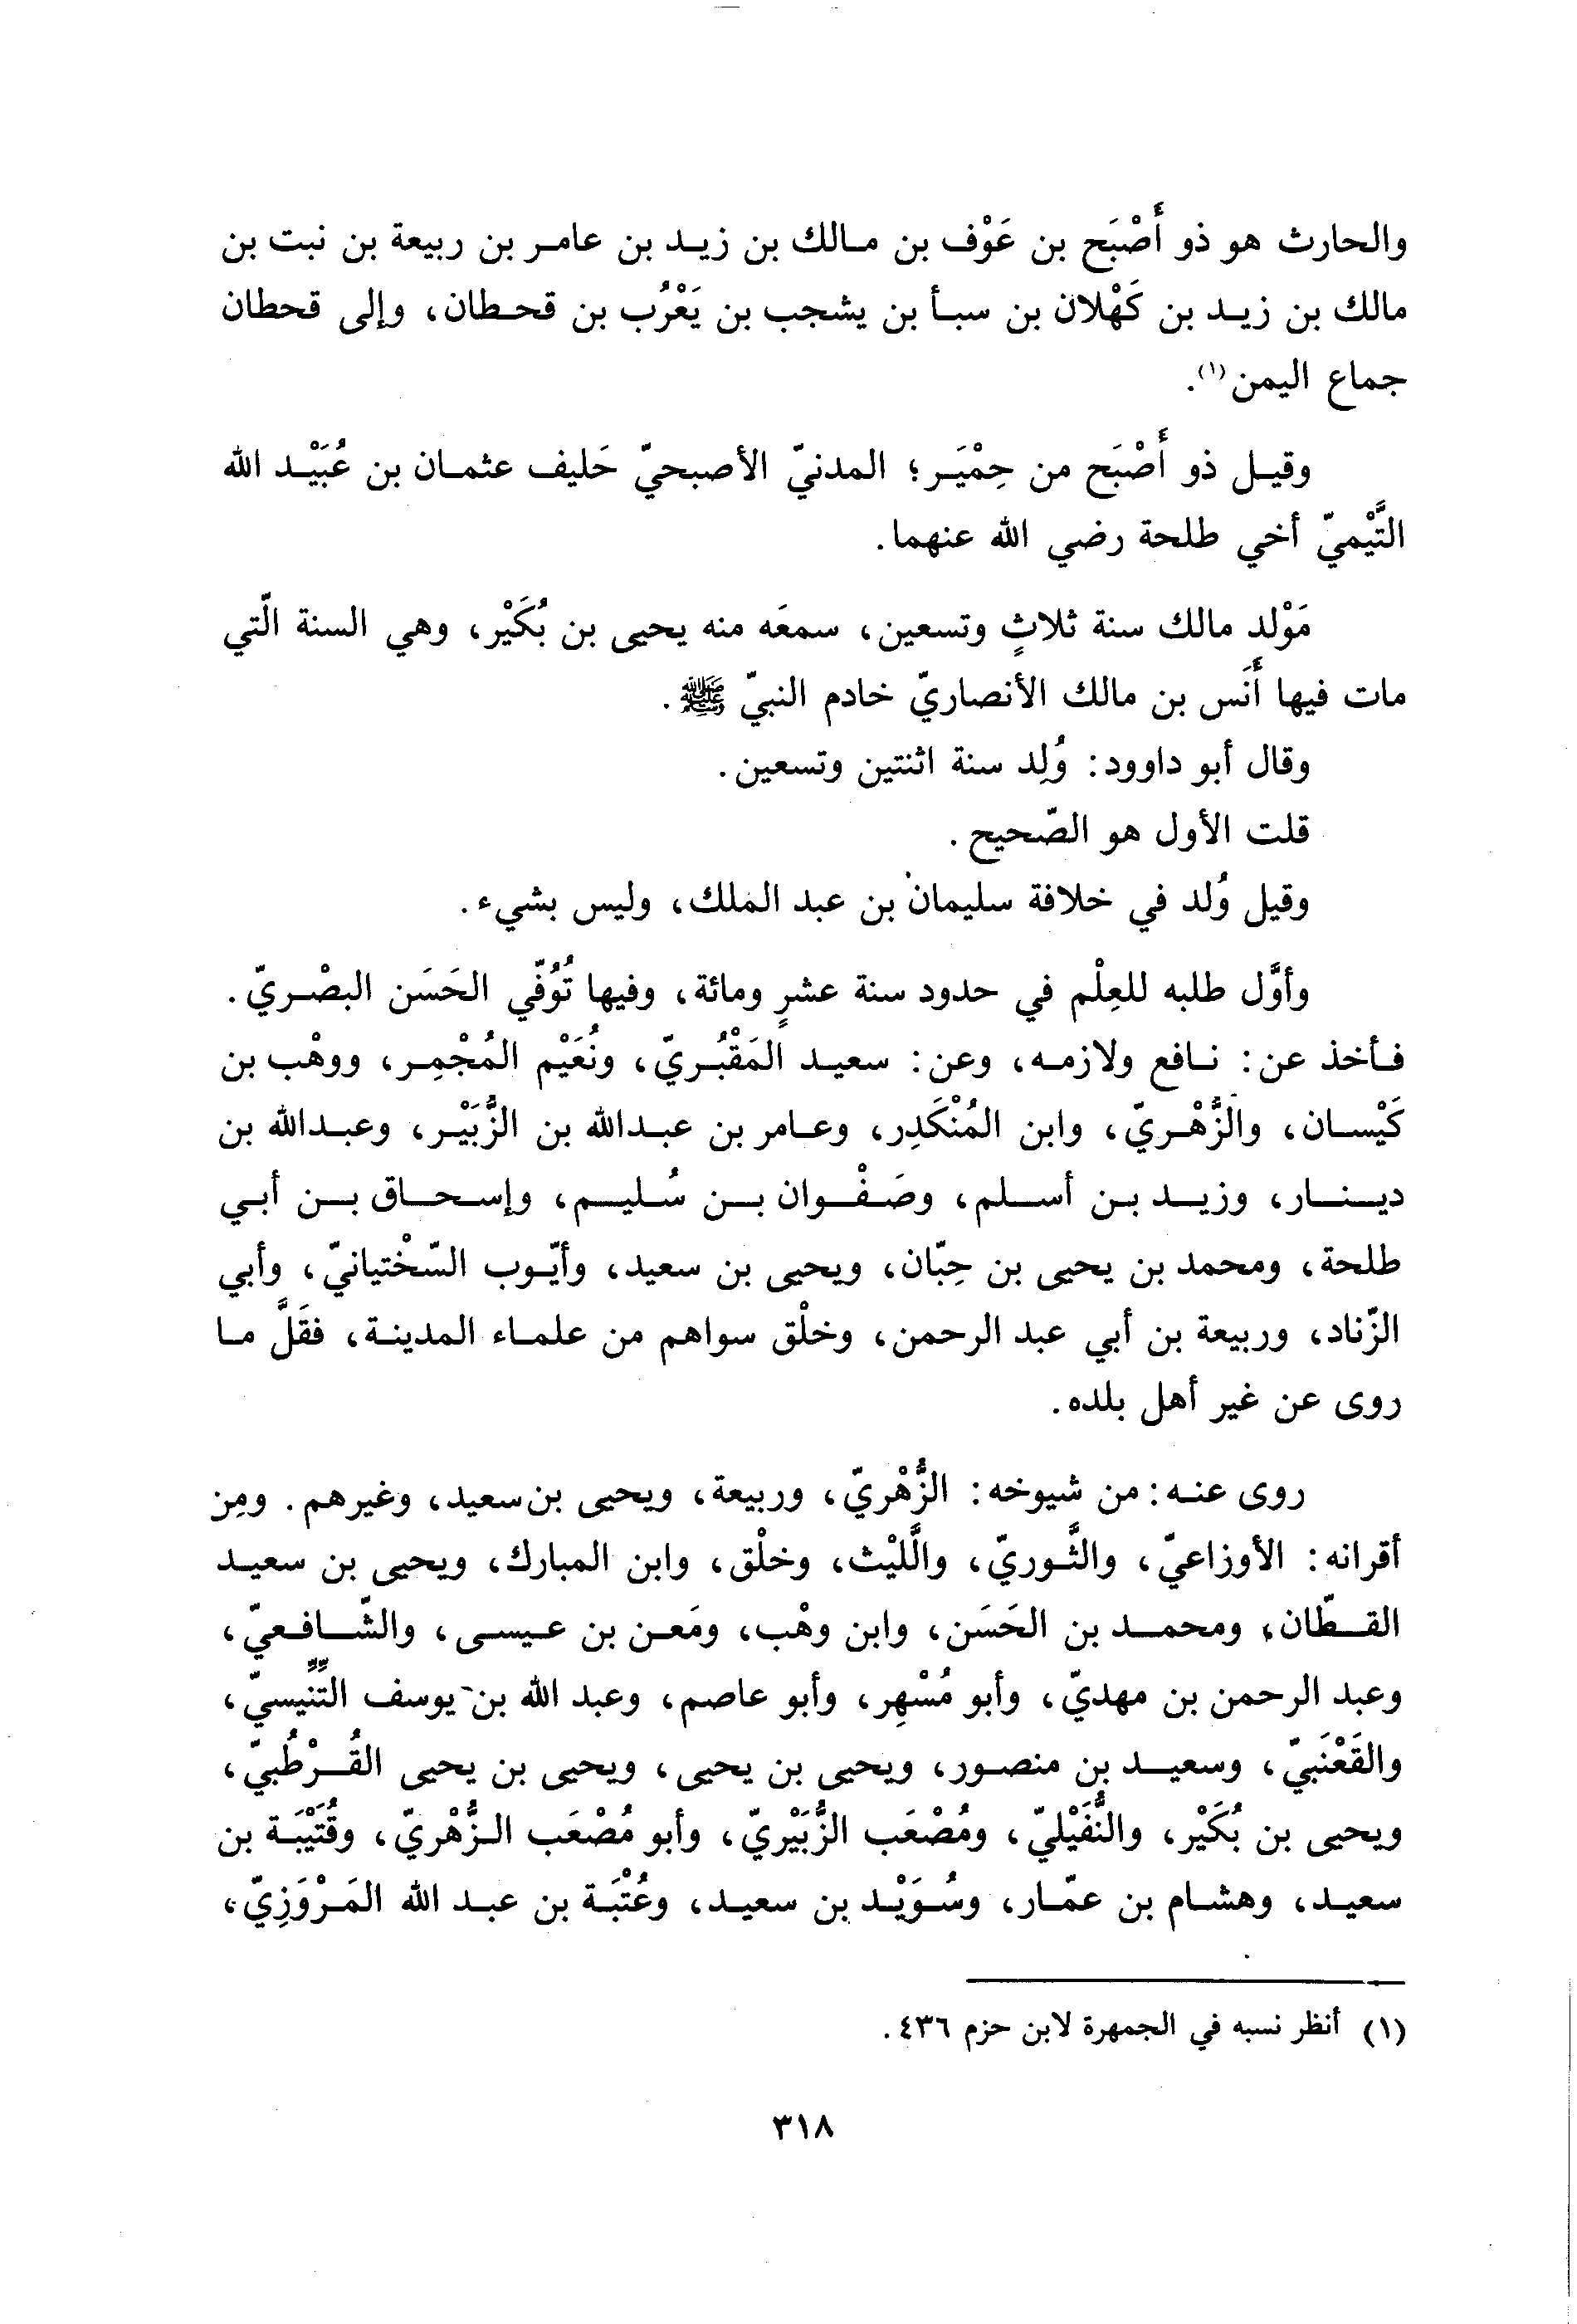 والحارث هو ذو أَصْبَح بن عَوْف بن مالك بن زيد بن عامر بن ربيعة بن نبت بن
مالك بن زيد بن كَهْلان بن سبأ بن يشجب بن يَعْرُب بن قحطان، وإلى قحطان
جماع اليمن(١).
وقيل ذو أَصْبَح من حِمْيَر؛ المدنيّ الأصبحيّ حَليف عثمان بن عُبَيْد الله
التَّيْميّ أخي طلحة رضي الله عنهما.
مَوْلد مالك سنة ثلاثٍ وتسعين، سمعَه منه يحيى بن بُكَيْر، وهي السنة الّتي
مات فيها أَنَس بن مالك الأنصاريّ خادم النبيّ ﷺ.
وقال أبو داوود: وُلِد سنة اثنتين وتسعين.
قلت الأول هو الصّحيح.
وقيل وُلد في خلافة سليمان بن عبد الملك، وليس بشيء.
وأوَّل طلبه للعِلْم في حدود سنة عشرٍ ومائة، وفيها تُوُفّي الحَسَن البصْريّ.
فأخذ عن: نافع ولازمه، وعن: سعيد المَقْبُريّ، ونُعَيْم المُجْمِر، ووهْب بن
كَيْسان، والزُّهْريّ، وابن المُنْكَدِر، وعامر بن عبدالله بن الزُّبَيْر، وعبدالله بن
دينار، وزيد بن أسلم، وصَفْوان بن سُليم، وإسحاق بن أبي
طلحة، ومحمد بن يحيى بن حِبّان، ويحيى بن سعيد، وأيّوب السّخْتيانيّ، وأبي
الزّناد، وربيعة بن أبي عبد الرحمن، وخلْق سواهم من علماء المدينة، فقَلَّ ما
روى عن غير أهل بلده.
روى عنه: من شيوخه: الزُّهْريّ، وربيعة، ويحيى بن سعيد، وغيرهم. ومِن
أقرانه: الأوزاعيّ، والثَّوريّ، واللَّيْث، وخلْق، وابن المبارك، ويحيى بن سعيد
القطّان، ومحمد بن الحَسَن، وابن وهْب، ومَعن بن عيسى، والشّافعيّ،
وعبد الرحمن بن مهديّ، وأبو مُسْهِر، وأبو عاصم، وعبد الله بن يوسف التِّنِّيسيّ،
والقَعْنَبيّ، وسعيد بن منصور، ويحيى بن يحيى، ويحيى بن يحيى القُرْطُبيّ،
ويحيى بن بُكَيْر، والنُّفَيْليّ، ومُصْعَب الزُّبَيْريّ، وأبو مُصْعَب الزُّهْريّ، وقُتَيْبَة بن
سعيد، وهشام بن عمّار، وسُوَيْد بن سعيد، وعُتْبَة بن عبد الله المَرْوَزِيّ،
(١) أنظر نسبه في الجمهرة لابن حزم ٤٣٦.
٣١٨